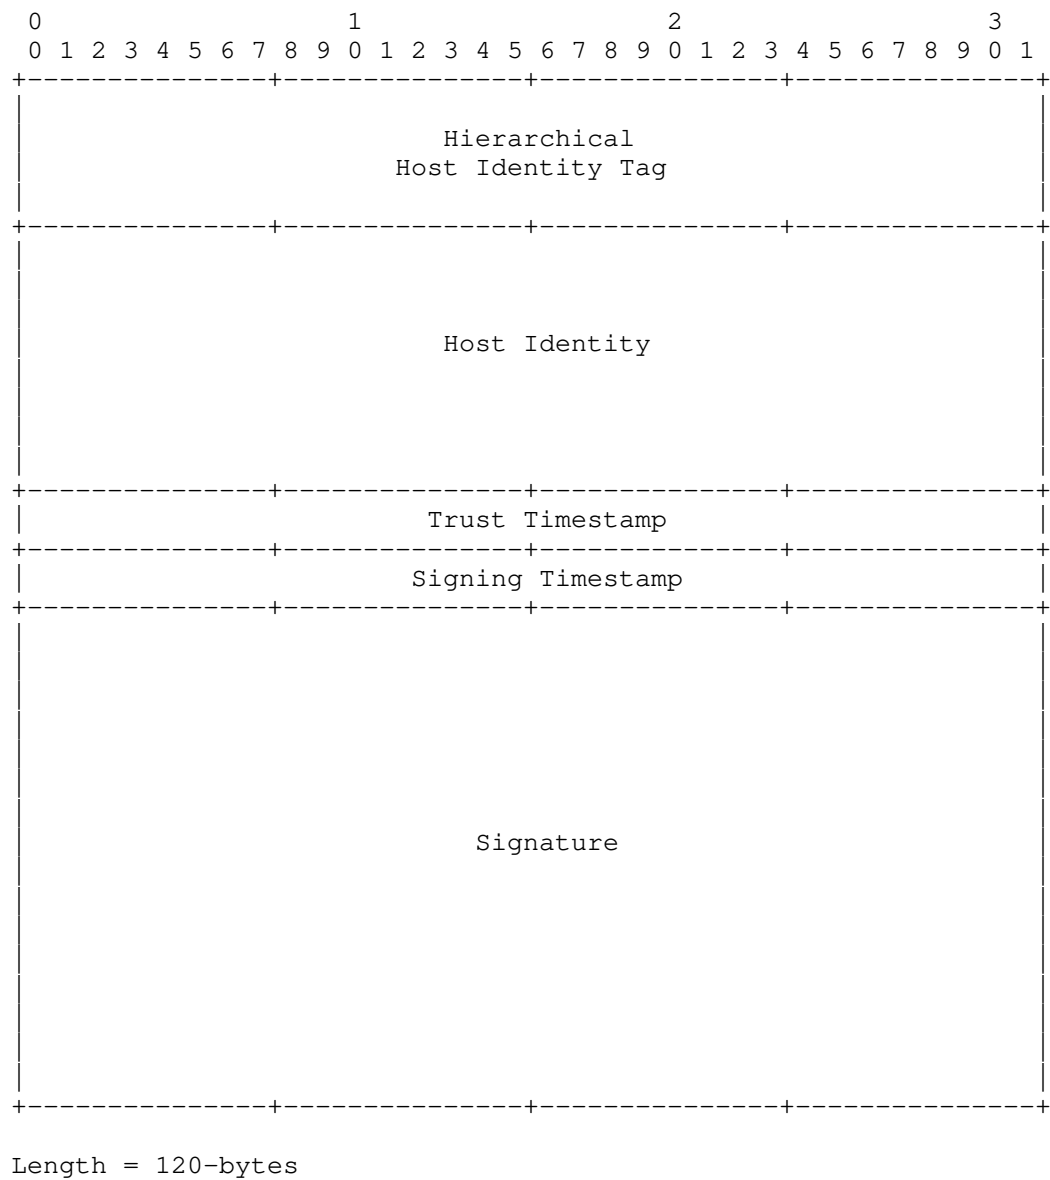 0                   1                   2                   3
0 1 2 3 4 5 6 7 8 9 0 1 2 3 4 5 6 7 8 9 0 1 2 3 4 5 6 7 8 9 0 1
+---------------+---------------+---------------+---------------+
Hierarchical
Host Identity Tag
+---------------+---------------+---------------+---------------+
Host Identity
+---------------+---------------+---------------+---------------+
| Trust Timestamp |
+---------------+---------------+---------------+---------------+
| Signing Timestamp |
+---------------+---------------+---------------+---------------+
Signature
+---------------+---------------+---------------+---------------+
Length = 120-bytes